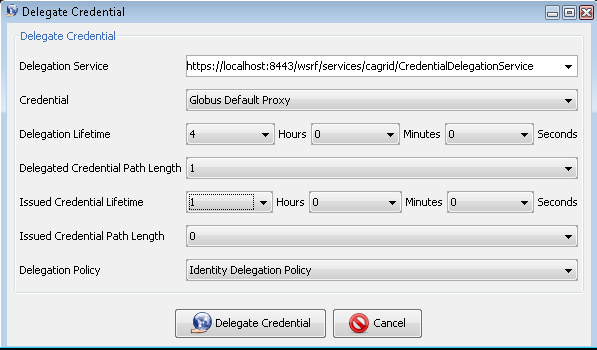 Delegate Credential
Delegate Credential
Delegation Service https://localhost:8443/wsrf/services/cagrid/CredentialDelegationService
Credential Globus Default Proxy
Delegation Lifetime 4 Hours 0 Minutes 0 Seconds
Delegated Credential Path Length 1
Issued Credential Lifetime 1 Hours 0 Minutes 0 Seconds
Issued Credential Path Length 0
Delegation Policy Identity Delegation Policy
Delegate Credential Cancel